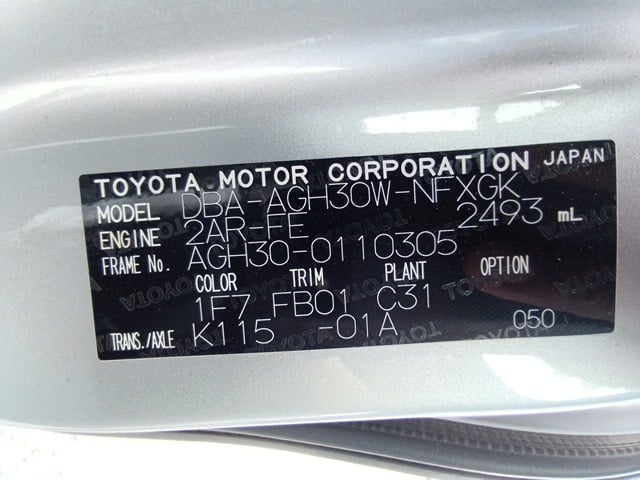 TOYOTA MOTOR CORPORATION JAPAN
MODEL DBA-AGH30W-NFXGK
ENGINE 2AR-FE 2493 mL
FRAME No. AGH30-0110305
COLOR TRIM PLANT OPTION
1F7 FB01 C31
TRANS./AXLE K115 -01A 050